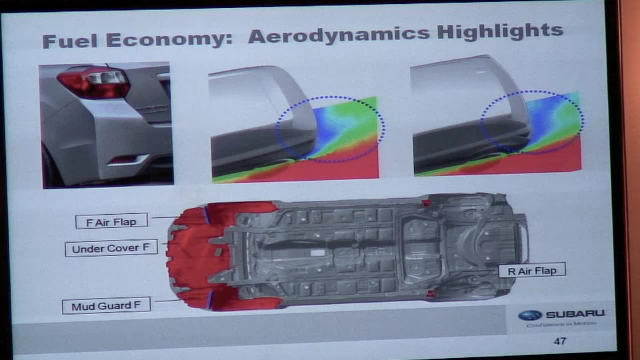 Fuel Economy: Aerodynamics Highlights
F Air Flap
Under Cover F
R Air Flap
Mud Guard F
SUBARU
Confidence in Motion
47